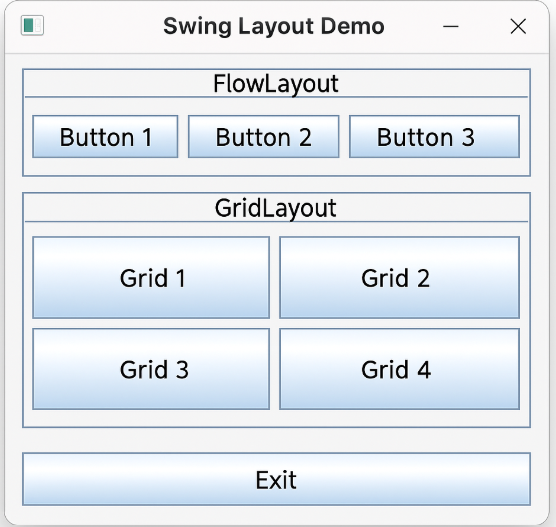 Swing Layout Demo
FlowLayout
Button 1 Button 2 Button 3
GridLayout
Grid 1 Grid 2
Grid 3 Grid 4
Exit